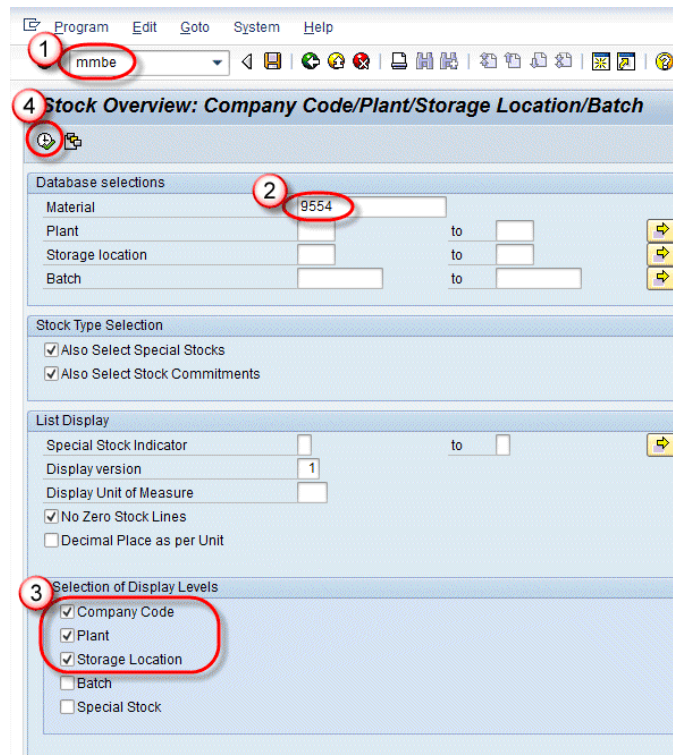 Program Edit Goto System Help
1 mmbe
4 Stock Overview: Company Code/Plant/Storage Location/Batch
Database selections
2
Material 9554
Plant to
Storage location to
Batch to
Stock Type Selection
Also Select Special Stocks
Also Select Stock Commitments
List Display
Special Stock Indicator to
Display version 1
Display Unit of Measure
No Zero Stock Lines
Decimal Place as per Unit
Selection of Display Levels
3
Company Code
Plant
Storage Location
Batch
Special Stock